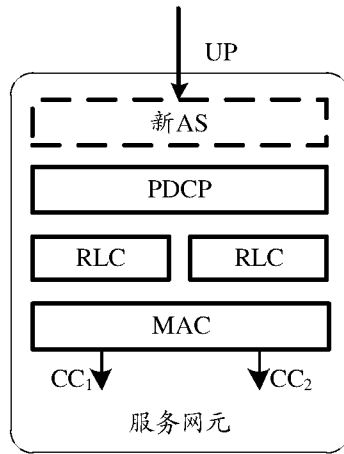 UP
新AS
PDCP
RLC RLC
MAC
CC₁ CC₂
服务网元